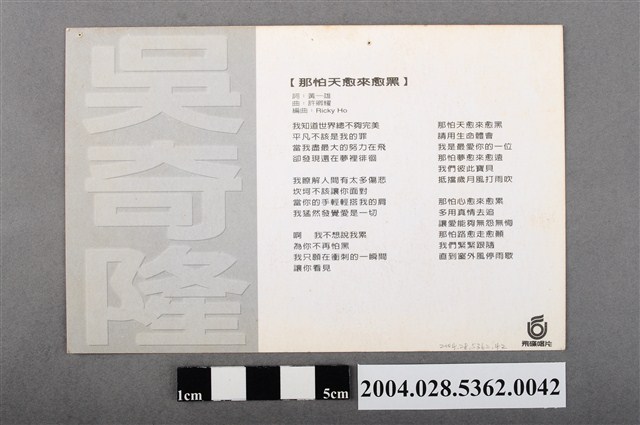 吳奇隆
【那怕天愈來愈黑】
詞：黃一雄
曲：許卿耀
編曲：Ricky Ho
我知道世界總不夠完美
平凡不該是我的罪
當我盡最大的努力在飛
卻發現還在夢裡徘徊
我瞭解人間有太多傷悲
坎坷不該讓你面對
當你的手輕輕搭我的肩
我猛然發覺愛是一切
啊　我不想說我累
為你不再怕黑
我只願在衝刺的一瞬間
讓你看見
那怕天愈來愈黑
請用生命體會
我是最愛你的一位
那怕夢愈來愈遠
我們彼此寶貝
抵擋歲月風打雨吹
那怕心愈來愈累
多用真情去追
讓愛能夠無怨無悔
那怕路愈走愈顛
我們緊緊跟隨
直到窗外風停雨歇
飛碟唱片
2004.28.5362.42
1cm
5cm
2004.028.5362.0042